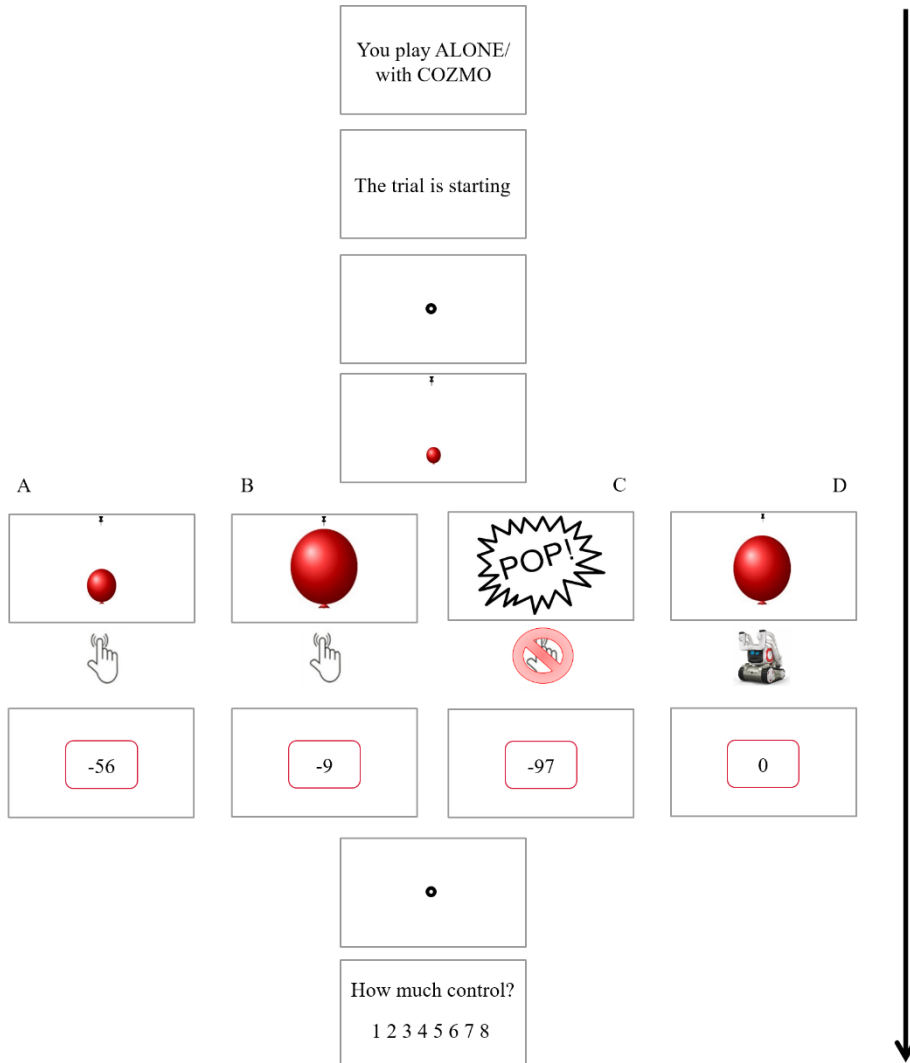 You play ALONE/
with COZMO
The trial is starting
A B C D
POP!
-56 -9 -97 0
How much control?
1 2 3 4 5 6 7 8